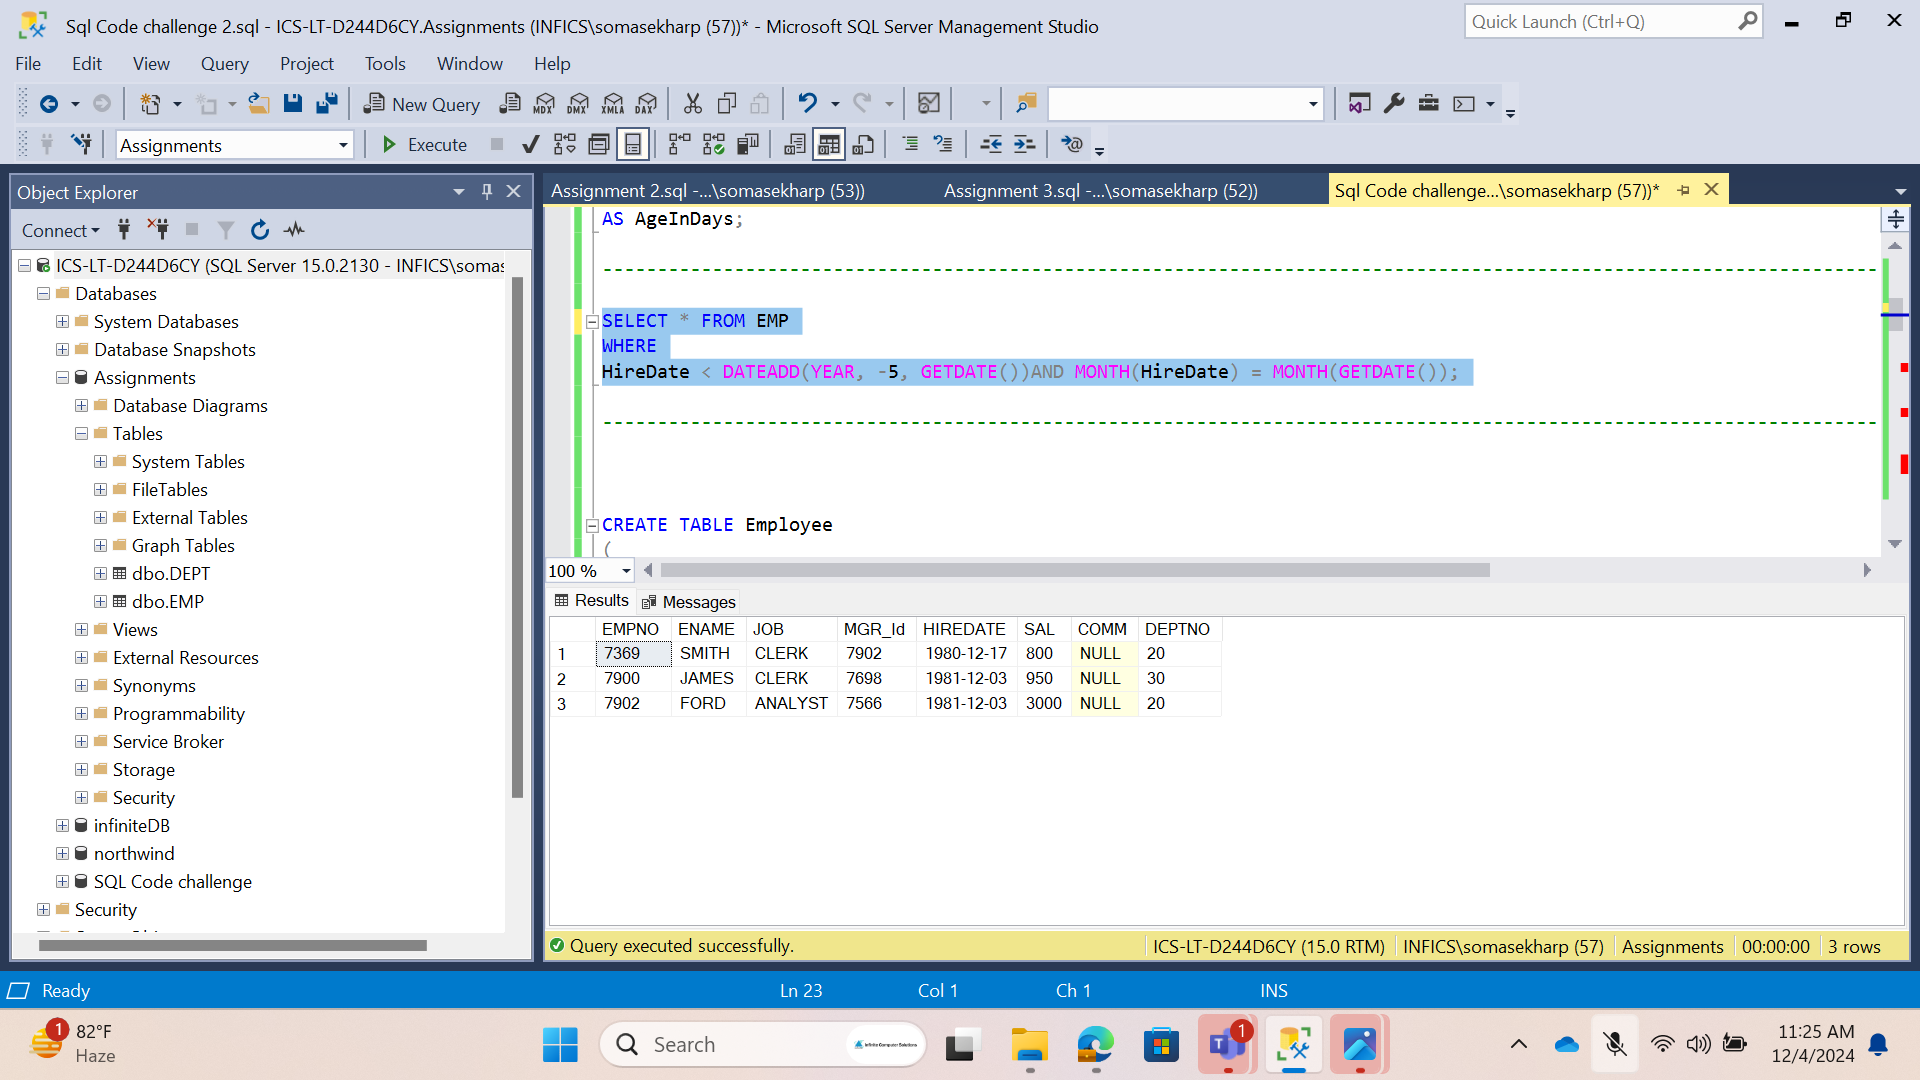 Sql Code challenge 2.sql - ICS-LT-D244D6CY.Assignments (INFICS\somasekharp (57))* - Microsoft SQL Server Management Studio
Quick Launch (Ctrl+Q)
File Edit View Query Project Tools Window Help
New Query MDX DMX XMLA DAX
Assignments Execute
Object Explorer
Assignment 2.sql -...\somasekharp (53))
Assignment 3.sql -...\somasekharp (52))
Sql Code challenge...\somasekharp (57))*
Connect
ICS-LT-D244D6CY (SQL Server 15.0.2130 - INFICS\somas
Databases
System Databases
Database Snapshots
Assignments
Database Diagrams
Tables
System Tables
FileTables
External Tables
Graph Tables
dbo.DEPT
dbo.EMP
Views
External Resources
Synonyms
Programmability
Service Broker
Storage
Security
infiniteDB
northwind
SQL Code challenge
Security
AS AgeInDays;
SELECT * FROM EMP
WHERE
HireDate < DATEADD(YEAR, -5, GETDATE())AND MONTH(HireDate) = MONTH(GETDATE());
CREATE TABLE Employee
(
100 %
Results Messages
EMPNO ENAME JOB MGR_Id HIREDATE SAL COMM DEPTNO
1 7369 SMITH CLERK 7902 1980-12-17 800 NULL 20
2 7900 JAMES CLERK 7698 1981-12-03 950 NULL 30
3 7902 FORD ANALYST 7566 1981-12-03 3000 NULL 20
Query executed successfully. ICS-LT-D244D6CY (15.0 RTM) INFICS\somasekharp (57) Assignments 00:00:00 3 rows
Ready Ln 23 Col 1 Ch 1 INS
1 82°F
Haze
Search
Infinite Computer Solutions
1
11:25 AM
12/4/2024